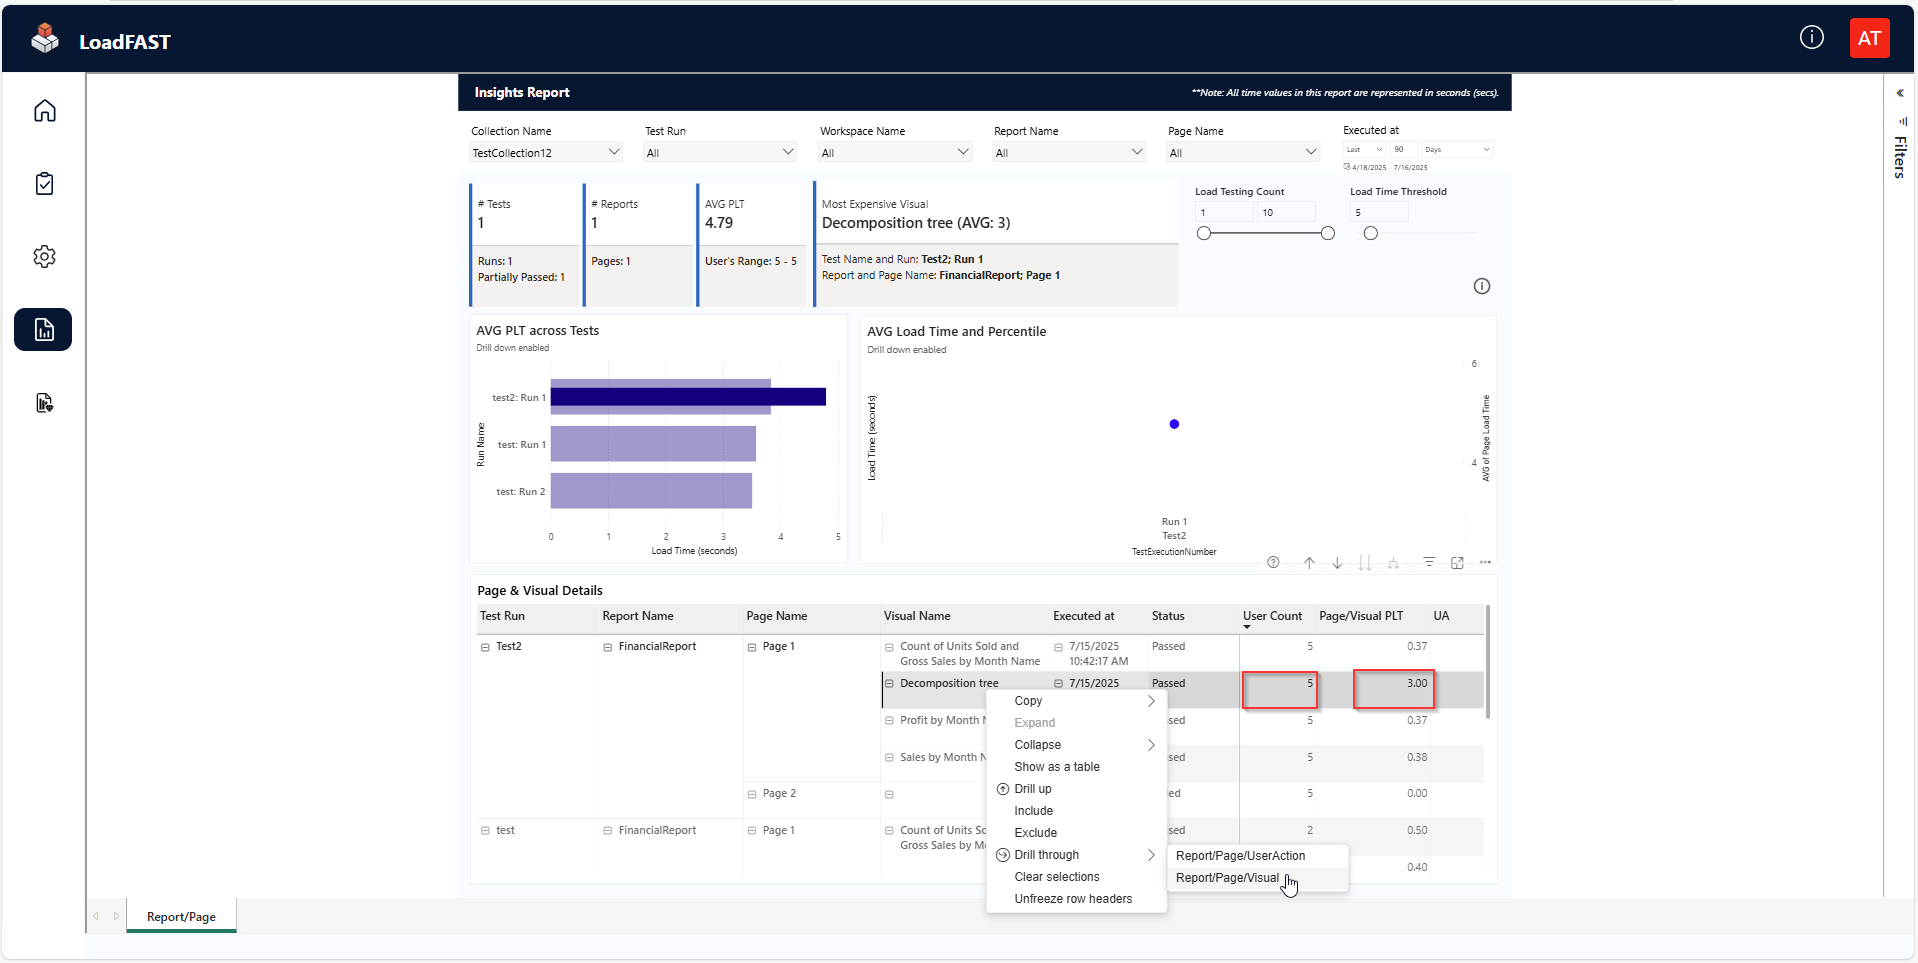 LoadFAST
AT
Insights Report
**Note: All time values in this report are represented in seconds (secs).
Collection Name
Test Run
Workspace Name
Report Name
Page Name
Executed at
TestCollection12
All
All
All
All
Last
90
Days
4/18/2025 - 7/16/2025
Filters
# Tests
1
Runs: 1
Partially Passed: 1
# Reports
1
Pages: 1
AVG PLT
4.79
User's Range: 5 - 5
Most Expensive Visual
Decomposition tree (AVG: 3)
Test Name and Run: Test2; Run 1
Report and Page Name: FinancialReport; Page 1
Load Testing Count
1
10
Load Time Threshold
5
AVG PLT across Tests
Drill down enabled
Run Name
test2: Run 1
test: Run 1
test: Run 2
0 1 2 3 4 5
Load Time (seconds)
AVG Load Time and Percentile
Drill down enabled
Load Time (seconds)
6
4
AVG of Page Load Time
Run 1
Test2
TestExecutionNumber
Page & Visual Details
Test Run Report Name Page Name Visual Name Executed at Status User Count Page/Visual PLT UA
Test2 FinancialReport Page 1 Count of Units Sold and 7/15/2025 Passed 5 0.37
Gross Sales by Month Name 10:42:17 AM
Decomposition tree 7/15/2025 Passed 5 3.00
Profit by Month N sed 5 0.37
Sales by Month N sed 5 0.38
Page 2 ed 5 0.00
test FinancialReport Page 1 Count of Units So sed 2 0.50
Gross Sales by M
0.40
Copy
Expand
Collapse
Show as a table
Drill up
Include
Exclude
Drill through
Clear selections
Unfreeze row headers
Report/Page/UserAction
Report/Page/Visual
Report/Page